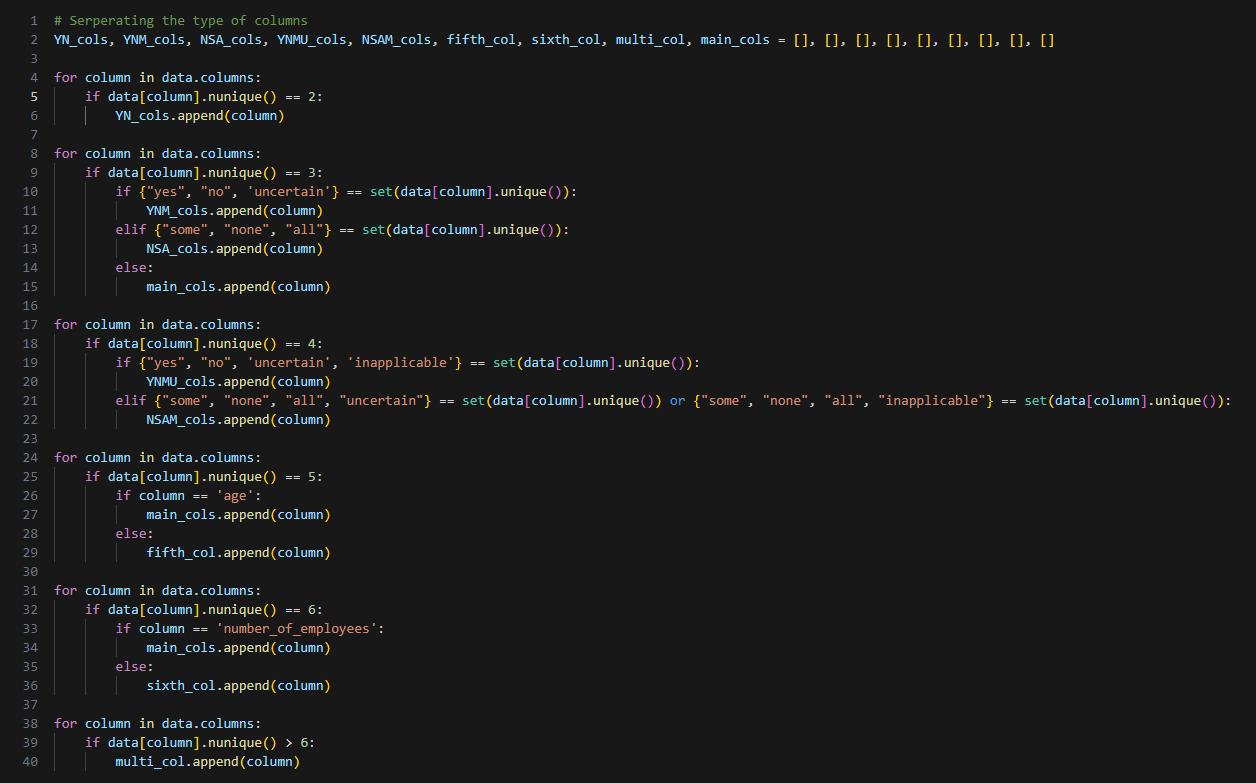 1 # Serperating the type of columns
2 YN_cols, YNM_cols, NSA_cols, YNMU_cols, NSAM_cols, fifth_col, sixth_col, multi_col, main_cols = [], [], [], [], [], [], [], [], []
3
4 for column in data.columns:
5     if data[column].nunique() == 2:
6         YN_cols.append(column)
7
8 for column in data.columns:
9     if data[column].nunique() == 3:
10         if {"yes", "no", 'uncertain'} == set(data[column].unique()):
11             YNM_cols.append(column)
12         elif {"some", "none", "all"} == set(data[column].unique()):
13             NSA_cols.append(column)
14         else:
15             main_cols.append(column)
16
17 for column in data.columns:
18     if data[column].nunique() == 4:
19         if {"yes", "no", 'uncertain', 'inapplicable'} == set(data[column].unique()):
20             YNMU_cols.append(column)
21         elif {"some", "none", "all", "uncertain"} == set(data[column].unique()) or {"some", "none", "all", "inapplicable"} == set(data[column].unique()):
22             NSAM_cols.append(column)
23
24 for column in data.columns:
25     if data[column].nunique() == 5:
26         if column == 'age':
27             main_cols.append(column)
28         else:
29             fifth_col.append(column)
30
31 for column in data.columns:
32     if data[column].nunique() == 6:
33         if column == 'number_of_employees':
34             main_cols.append(column)
35         else:
36             sixth_col.append(column)
37
38 for column in data.columns:
39     if data[column].nunique() > 6:
40         multi_col.append(column)